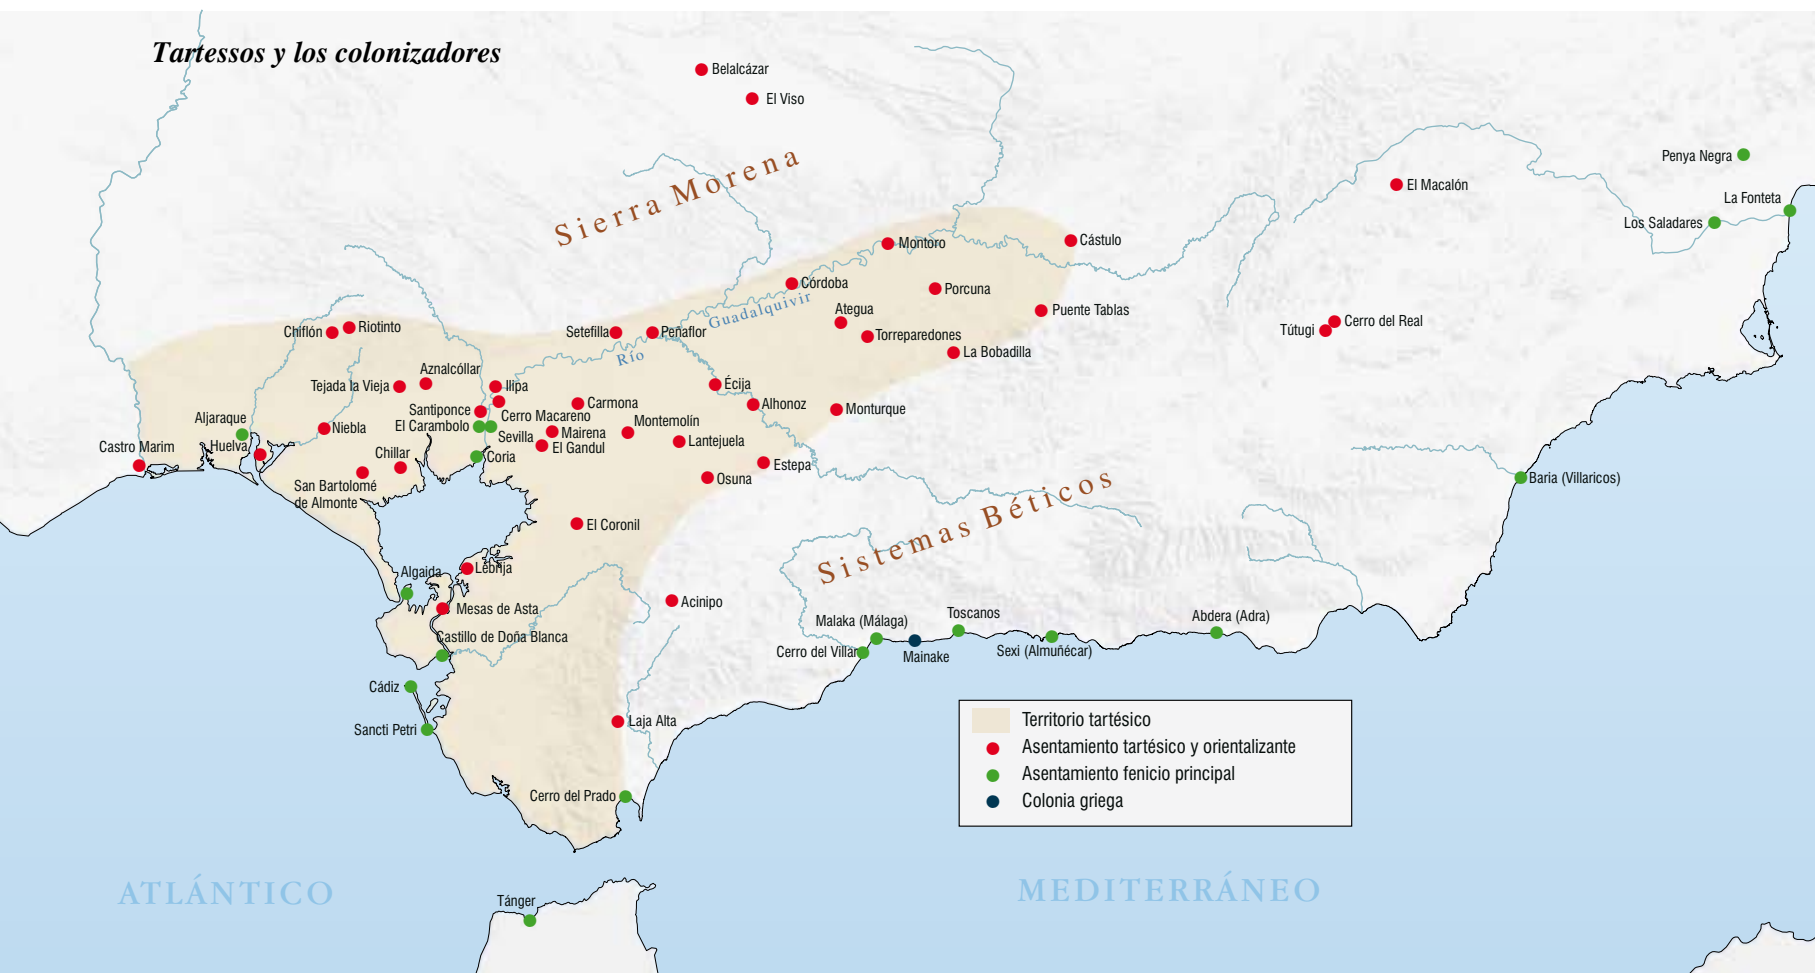 Tartessos y los colonizadores
Belalcázar
El Viso
Sierra Morena
Penya Negra
El Macalón
La Fonteta
Los Saladares
Montoro
Cástulo
Córdoba
Porcuna
Guadalquivir
Ategua
Puente Tablas
Chiflón
Riotinto
Setefilla
Peñaflor
Torreparedones
Tútugi
Cerro del Real
Río
La Bobadilla
Aznalcóllar
Tejada la Vieja
Ilipa
Écija
Carmona
Alhonoz
Monturque
Santiponce
Cerro Macareno
Aljaraque
El Carambolo
Montemolín
Niebla
Sevilla
Mairena
Lantejuela
Castro Marim
Huelva
El Gandul
Chillar
Coria
Estepa
Osuna
San Bartolomé
de Almonte
Baria (Villaricos)
El Coronil
Sistemas Béticos
Lebrija
Algaida
Acinipo
Mesas de Asta
Malaka (Málaga)
Toscanos
Abdera (Adra)
Castillo de Doña Blanca
Cerro del Villar
Mainake
Sexi (Almuñécar)
Cádiz
Sancti Petri
Laja Alta
Territorio tartésico
Asentamiento tartésico y orientalizante
Asentamiento fenicio principal
Colonia griega
Cerro del Prado
ATLÁNTICO
MEDITERRÁNEO
Tánger